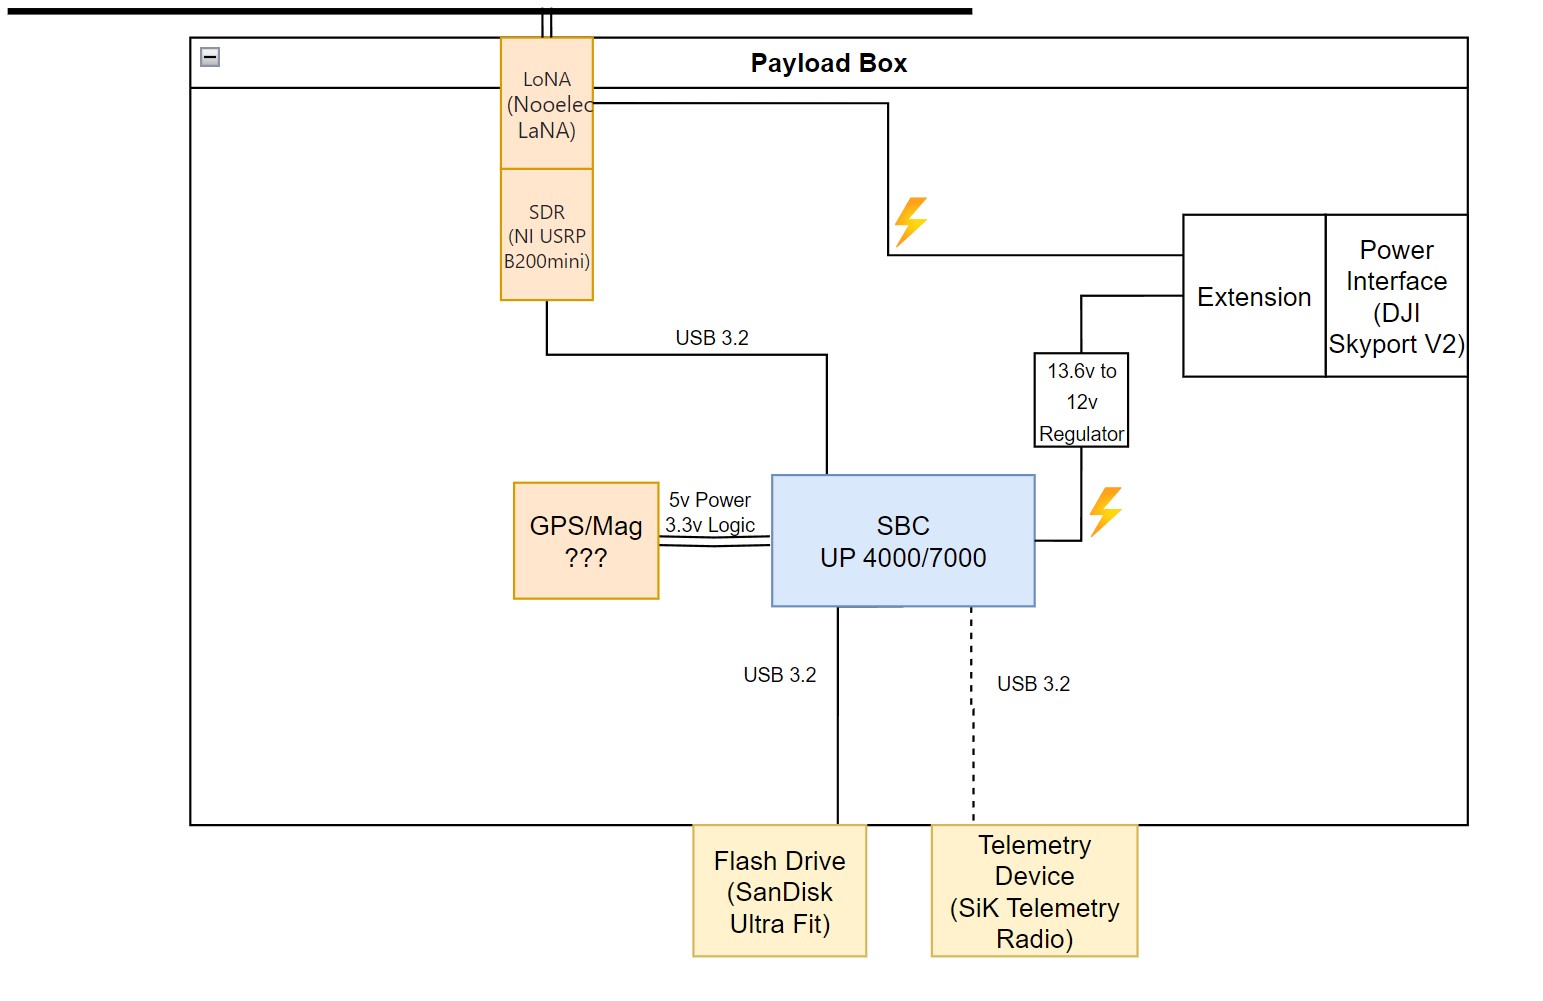 Payload Box
LoNA
(Nooelec
LaNA)
SDR
(NI USRP
B200mini)
Extension
Power
Interface
(DJI
Skyport V2)
USB 3.2
13.6v to
12v
Regulator
GPS/Mag
???
5v Power
3.3v Logic
SBC
UP 4000/7000
USB 3.2
USB 3.2
Flash Drive
(SanDisk
Ultra Fit)
Telemetry
Device
(SiK Telemetry
Radio)